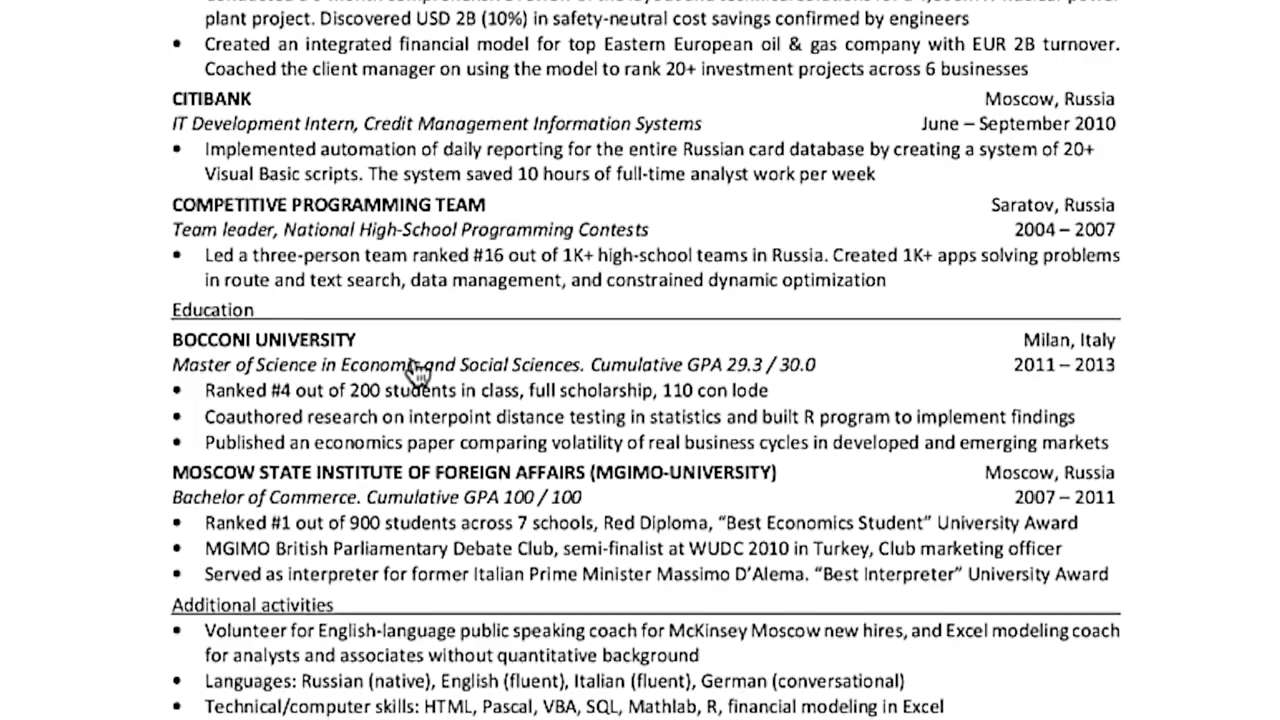 plant project. Discovered USD 2B (10%) in safety-neutral cost savings confirmed by engineers
• Created an integrated financial model for top Eastern European oil & gas company with EUR 2B turnover.
Coached the client manager on using the model to rank 20+ investment projects across 6 businesses
CITIBANK Moscow, Russia
IT Development Intern, Credit Management Information Systems June – September 2010
• Implemented automation of daily reporting for the entire Russian card database by creating a system of 20+
Visual Basic scripts. The system saved 10 hours of full-time analyst work per week
COMPETITIVE PROGRAMMING TEAM Saratov, Russia
Team leader, National High-School Programming Contests 2004 – 2007
• Led a three-person team ranked #16 out of 1K+ high-school teams in Russia. Created 1K+ apps solving problems
in route and text search, data management, and constrained dynamic optimization
Education
BOCCONI UNIVERSITY Milan, Italy
Master of Science in Economic and Social Sciences. Cumulative GPA 29.3 / 30.0 2011 – 2013
• Ranked #4 out of 200 students in class, full scholarship, 110 con lode
• Coauthored research on interpoint distance testing in statistics and built R program to implement findings
• Published an economics paper comparing volatility of real business cycles in developed and emerging markets
MOSCOW STATE INSTITUTE OF FOREIGN AFFAIRS (MGIMO-UNIVERSITY) Moscow, Russia
Bachelor of Commerce. Cumulative GPA 100 / 100 2007 – 2011
• Ranked #1 out of 900 students across 7 schools, Red Diploma, “Best Economics Student” University Award
• MGIMO British Parliamentary Debate Club, semi-finalist at WUDC 2010 in Turkey, Club marketing officer
• Served as interpreter for former Italian Prime Minister Massimo D’Alema. “Best Interpreter” University Award
Additional activities
• Volunteer for English-language public speaking coach for McKinsey Moscow new hires, and Excel modeling coach
for analysts and associates without quantitative background
• Languages: Russian (native), English (fluent), Italian (fluent), German (conversational)
• Technical/computer skills: HTML, Pascal, VBA, SQL, Mathlab, R, financial modeling in Excel